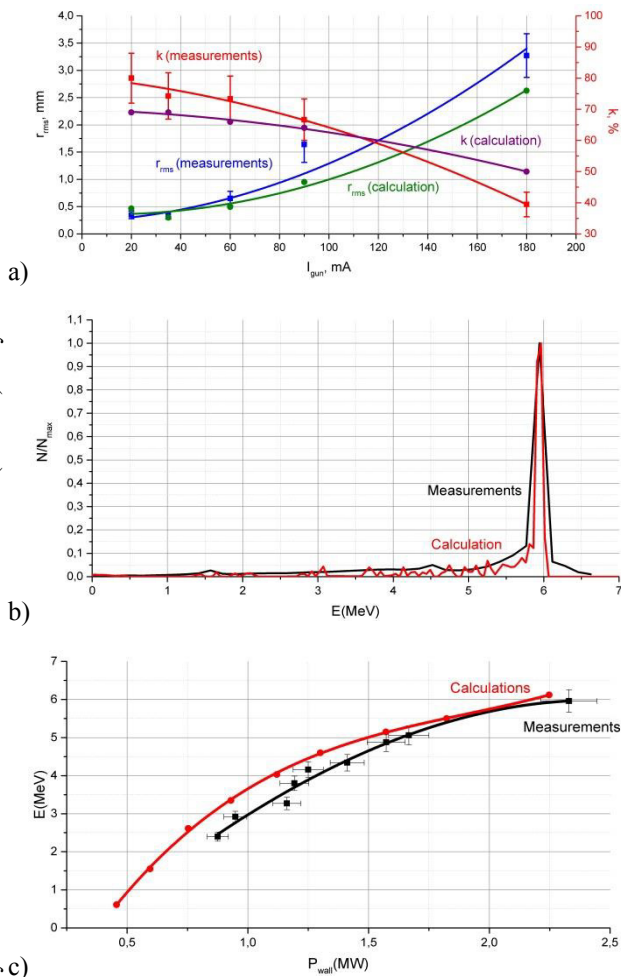 4,0
3,5
3,0
2,5
2,0
1,5
1,0
0,5
0,0
r_rms, mm
k (measurements)
r_rms (measurements)
k (calculation)
r_rms (calculation)
100
90
80
70
60
50
40
30
k, %
0 20 40 60 80 100 120 140 160 180 200
I_gun, mA
a)
1,1
1,0
0,9
0,8
0,7
0,6
0,5
0,4
0,3
0,2
0,1
0,0
N/N_max
Measurements
Calculation
0 1 2 3 4 5 6 7
E(MeV)
b)
7
6
5
4
3
2
1
0
E(MeV)
Calculations
Measurements
0,5 1,0 1,5 2,0 2,5
P_wall(MW)
c)